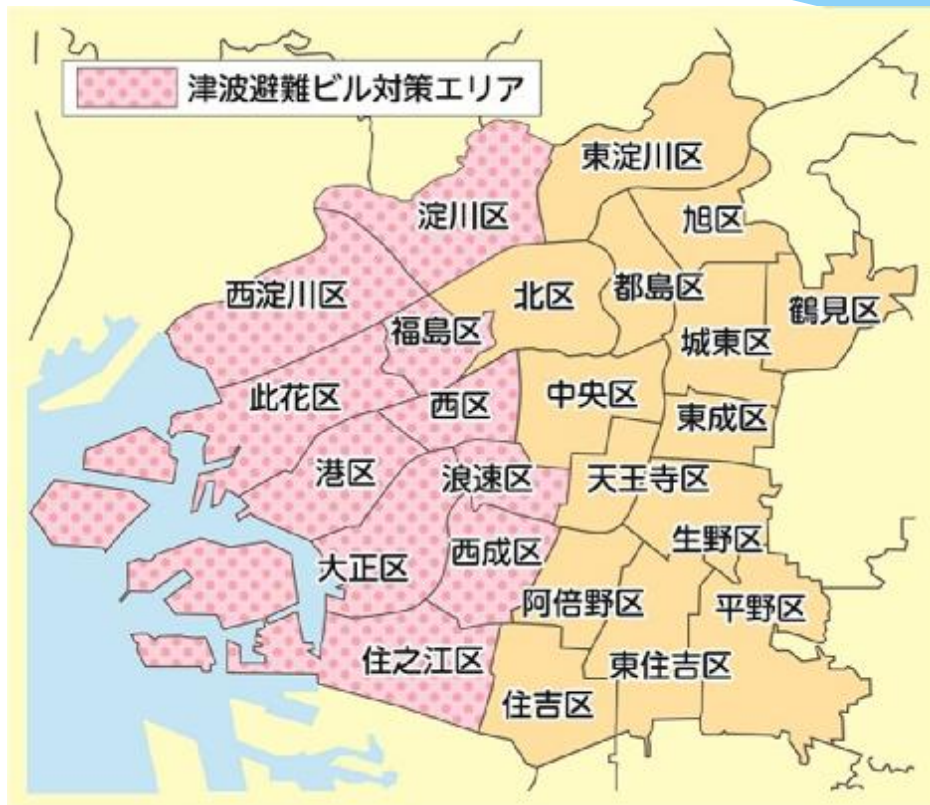 津波避難ビル対策エリア
東淀川区
淀川区
旭区
西淀川区
北区
都島区
鶴見区
福島区
城東区
此花区
西区
中央区
東成区
港区
浪速区
天王寺区
生野区
大正区
西成区
阿倍野区
平野区
住之江区
東住吉区
住吉区